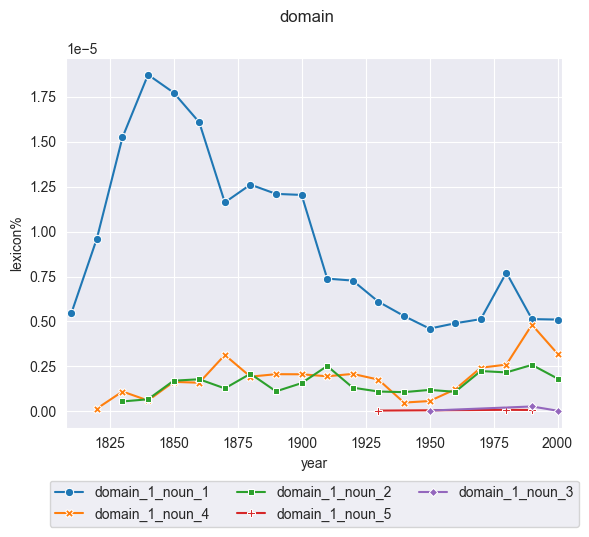 domain
1e−5
1.75
1.50
1.25
1.00
0.75
0.50
0.25
0.00
lexicon%
1825 1850 1875 1900 1925 1950 1975 2000
year
domain_1_noun_1 domain_1_noun_2 domain_1_noun_3
domain_1_noun_4 domain_1_noun_5